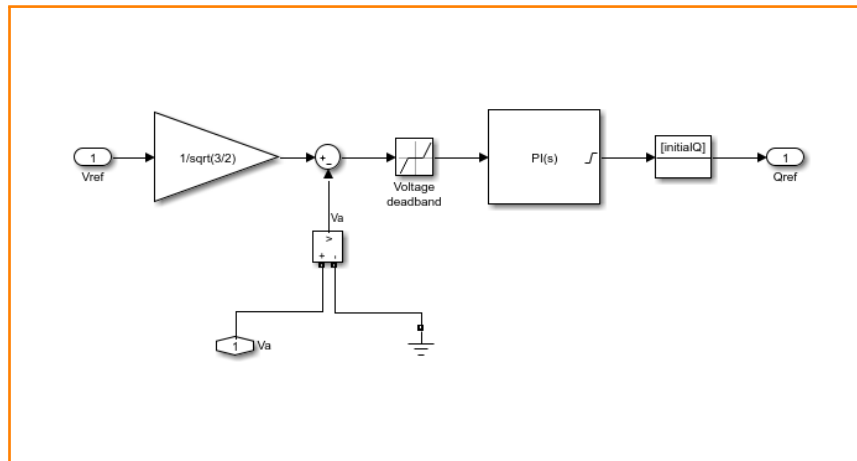 1
Vref
1/sqrt(3/2)
+
-
Voltage
deadband
PI(s)
[initialQ]
1
Qref
Va
v
+
-
1
Va